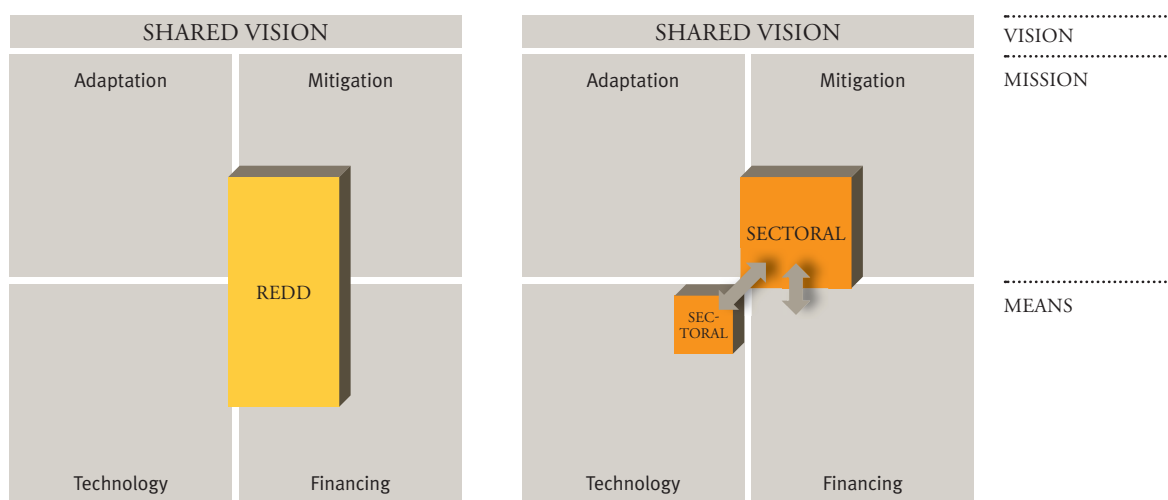 SHARED VISION
Adaptation
Mitigation
REDD
Technology
Financing
SHARED VISION
Adaptation
Mitigation
SECTORAL
SEC-
TORAL
Technology
Financing
VISION
MISSION
MEANS